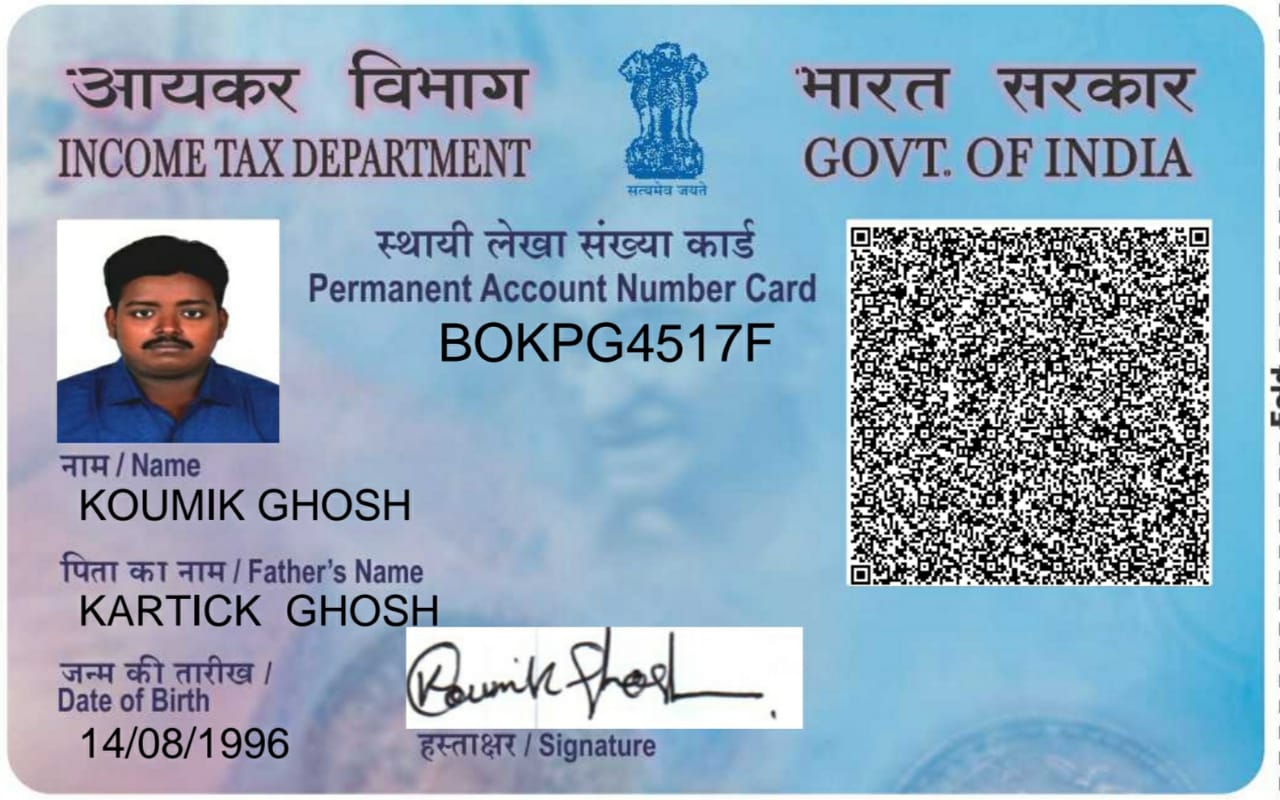 आयकर विभाग
INCOME TAX DEPARTMENT
सत्यमेव जयते
भारत सरकार
GOVT. OF INDIA
स्थायी लेखा संख्या कार्ड
Permanent Account Number Card
BOKPG4517F
नाम / Name
KOUMIK GHOSH
पिता का नाम / Father's Name
KARTICK GHOSH
जन्म की तारीख /
Date of Birth
14/08/1996
Koumik Ghosh
हस्ताक्षर / Signature